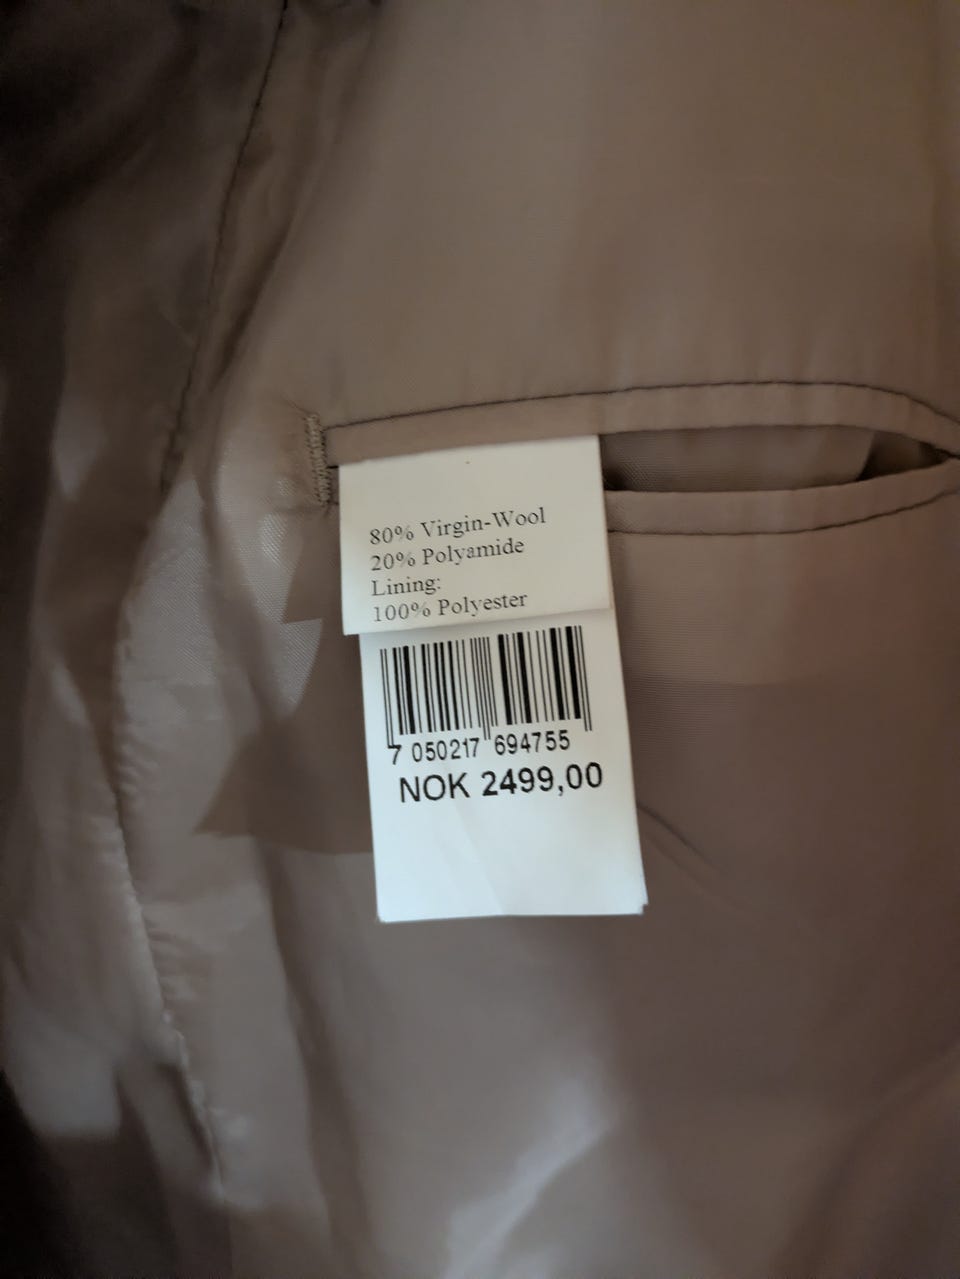 80% Virgin-Wool
20% Polyamide
Lining:
100% Polyester
7 050217 694755
NOK 2499,00